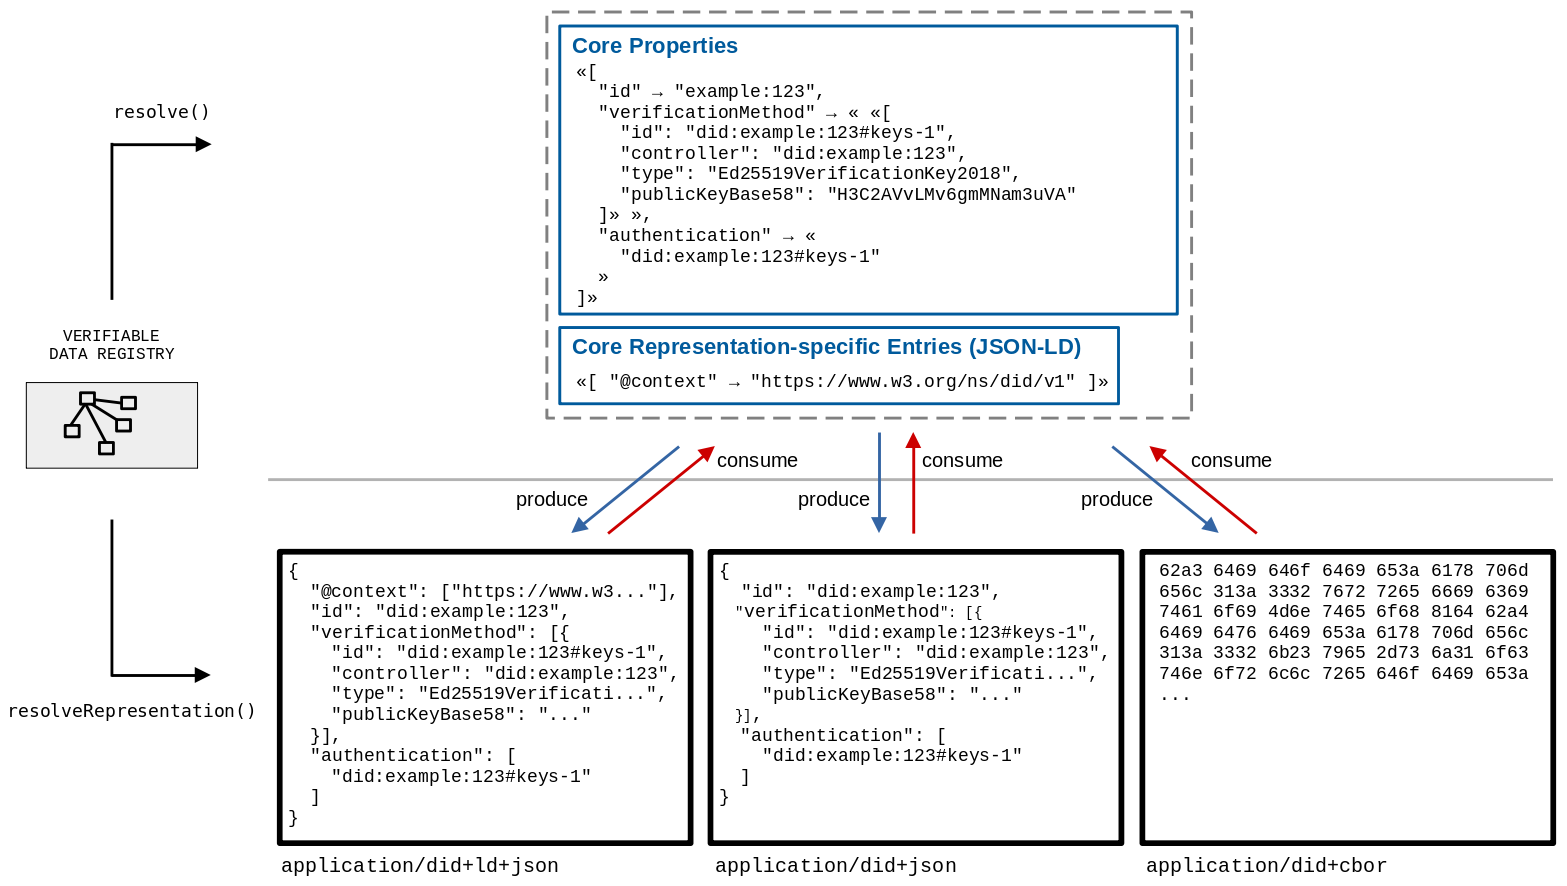 resolve()
VERIFIABLE
DATA REGISTRY
resolveRepresentation()
Core Properties
«[
  "id" → "example:123",
  "verificationMethod" → « «[
    "id": "did:example:123#keys-1",
    "controller": "did:example:123",
    "type": "Ed25519VerificationKey2018",
    "publicKeyBase58": "H3C2AVvLMv6gmMNam3uVA"
  ]» »,
  "authentication" → «
    "did:example:123#keys-1"
  »
]»
Core Representation-specific Entries (JSON-LD)
«[ "@context" → "https://www.w3.org/ns/did/v1" ]»
consume
produce
consume
produce
consume
produce
{
  "@context": ["https://www.w3..."],
  "id": "did:example:123",
  "verificationMethod": [{
    "id": "did:example:123#keys-1",
    "controller": "did:example:123",
    "type": "Ed25519Verificati...",
    "publicKeyBase58": "..."
  }],
  "authentication": [
    "did:example:123#keys-1"
  ]
}
application/did+ld+json
{
  "id": "did:example:123",
  "verificationMethod": [{
    "id": "did:example:123#keys-1",
    "controller": "did:example:123",
    "type": "Ed25519Verificati...",
    "publicKeyBase58": "..."
  }],
  "authentication": [
    "did:example:123#keys-1"
  ]
}
application/did+json
62a3 6469 646f 6469 653a 6178 706d
656c 313a 3332 7672 7265 6669 6369
7461 6f69 4d6e 7465 6f68 8164 62a4
6469 6476 6469 653a 6178 706d 656c
313a 3332 6b23 7965 2d73 6a31 6f63
746e 6f72 6c6c 7265 646f 6469 653a
...
application/did+cbor